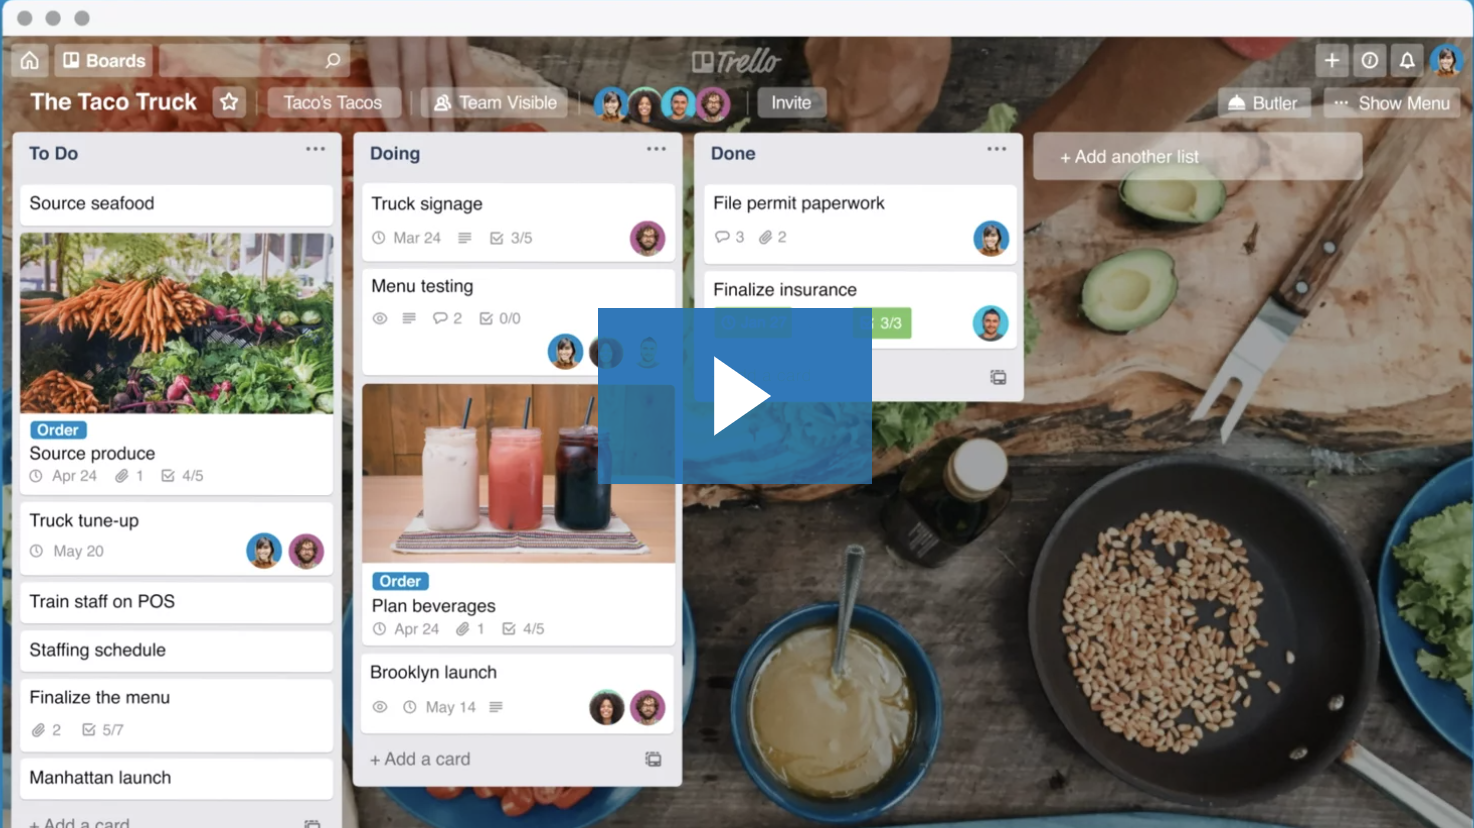 Boards
Trello
The Taco Truck
Taco's Tacos
Team Visible
Invite
Butler
Show Menu
To Do
Source seafood
Order
Source produce
Apr 24 1 4/5
Truck tune-up
May 20
Train staff on POS
Staffing schedule
Finalize the menu
2 5/7
Manhattan launch
+ Add a card
Doing
Truck signage
Mar 24 3/5
Menu testing
2 0/0
Order
Plan beverages
Apr 24 1 4/5
Brooklyn launch
May 14
+ Add a card
Done
File permit paperwork
3 2
Finalize insurance
3/3
+ Add another list